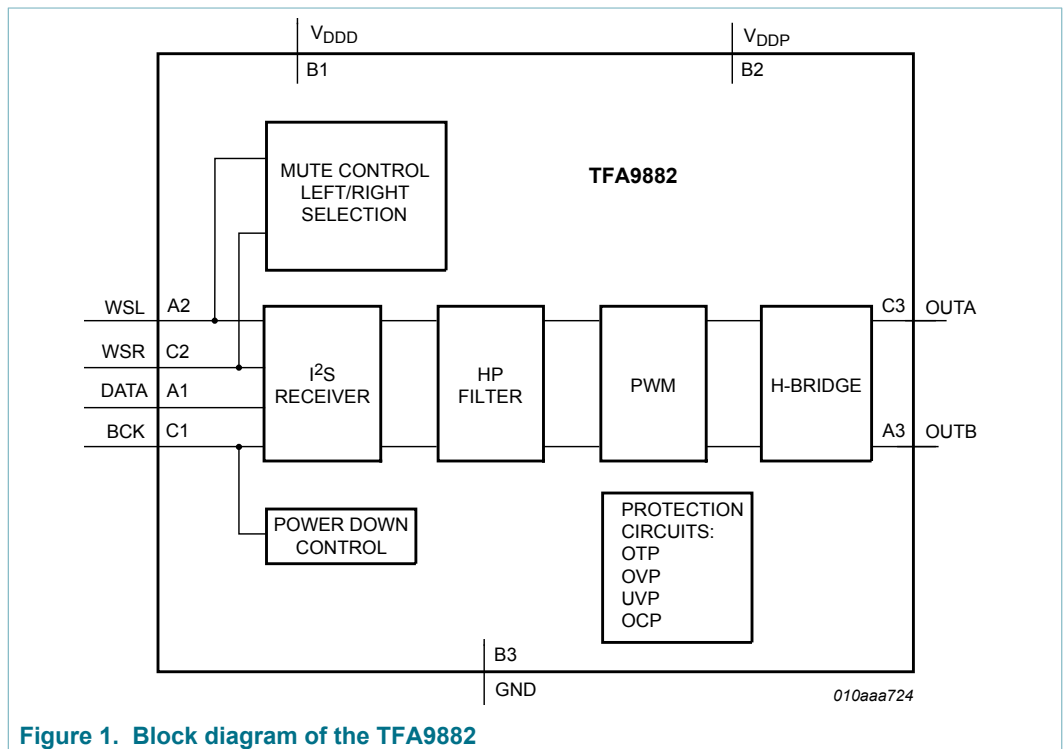 VDDD
VDDP
B1
B2
MUTE CONTROL
LEFT/RIGHT
SELECTION
TFA9882
WSL
A2
C3
OUTA
WSR
C2
I2S
RECEIVER
HP
FILTER
PWM
H-BRIDGE
DATA
A1
BCK
C1
A3
OUTB
POWER DOWN
CONTROL
PROTECTION
CIRCUITS:
OTP
OVP
UVP
OCP
B3
GND
010aaa724
Figure 1. Block diagram of the TFA9882